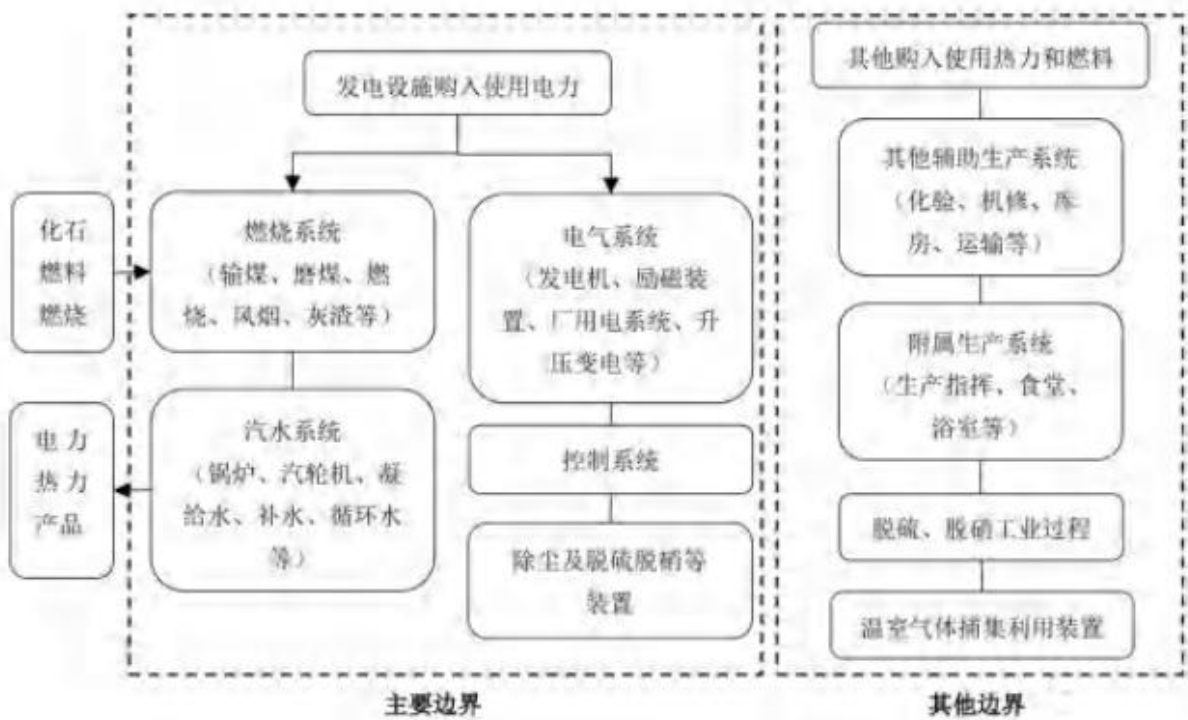 发电设施购入使用电力
化石
燃料
燃烧
燃烧系统
（输煤、磨煤、燃
烧、风烟、灰渣等）
电气系统
（发电机、励磁装
置、厂用电系统、升
压变电等）
电 力
热 力
产 品
汽水系统
（锅炉、汽轮机、凝
给水、补水、循环水
等）
控制系统
除尘及脱硫脱硝等
装置
主要边界
其他购入使用热力和燃料
其他辅助生产系统
（化验、机修、库
房、运输等）
附属生产系统
（生产指挥、食堂、
浴室等）
脱硫、脱硝工业过程
温室气体捕集利用装置
其他边界